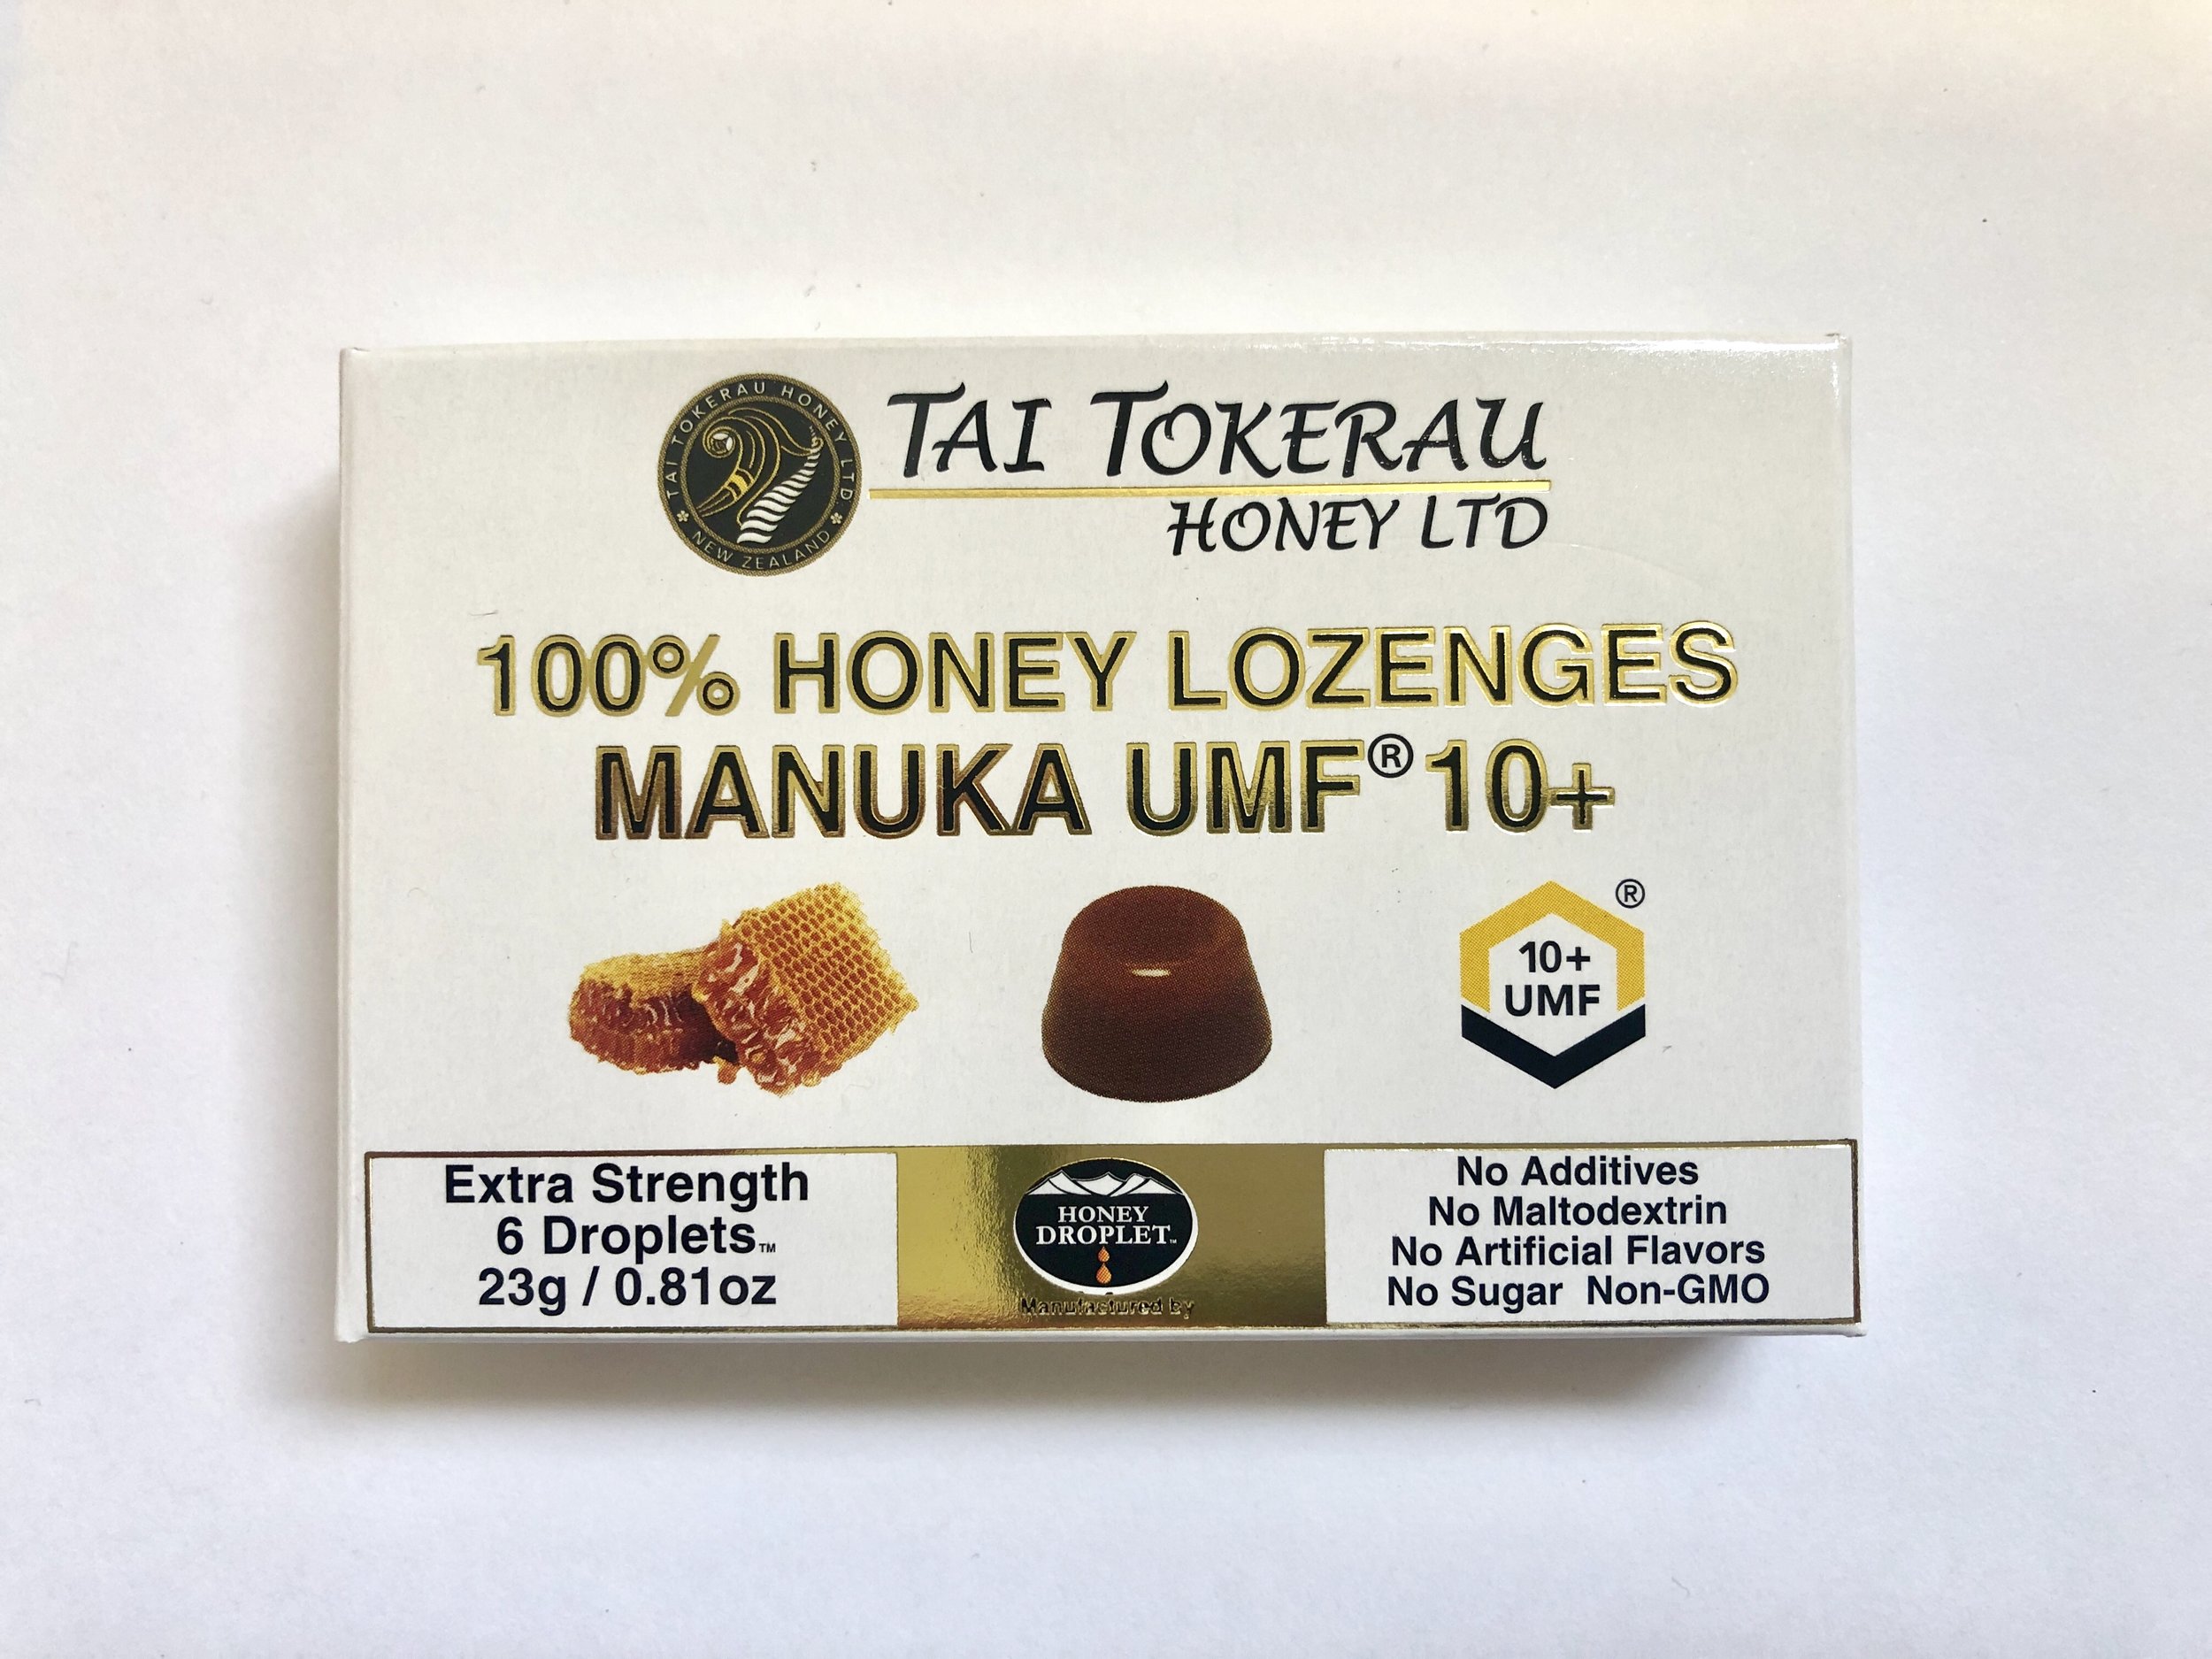 TAI TOKERAU HONEY LTD
NEW ZEALAND
TAI TOKERAU
HONEY LTD
100% HONEY LOZENGES
MANUKA UMF® 10+
®
10+
UMF
Extra Strength
6 Droplets™
23g / 0.81oz
HONEY
DROPLET™
Manufactured by
No Additives
No Maltodextrin
No Artificial Flavors
No Sugar Non-GMO